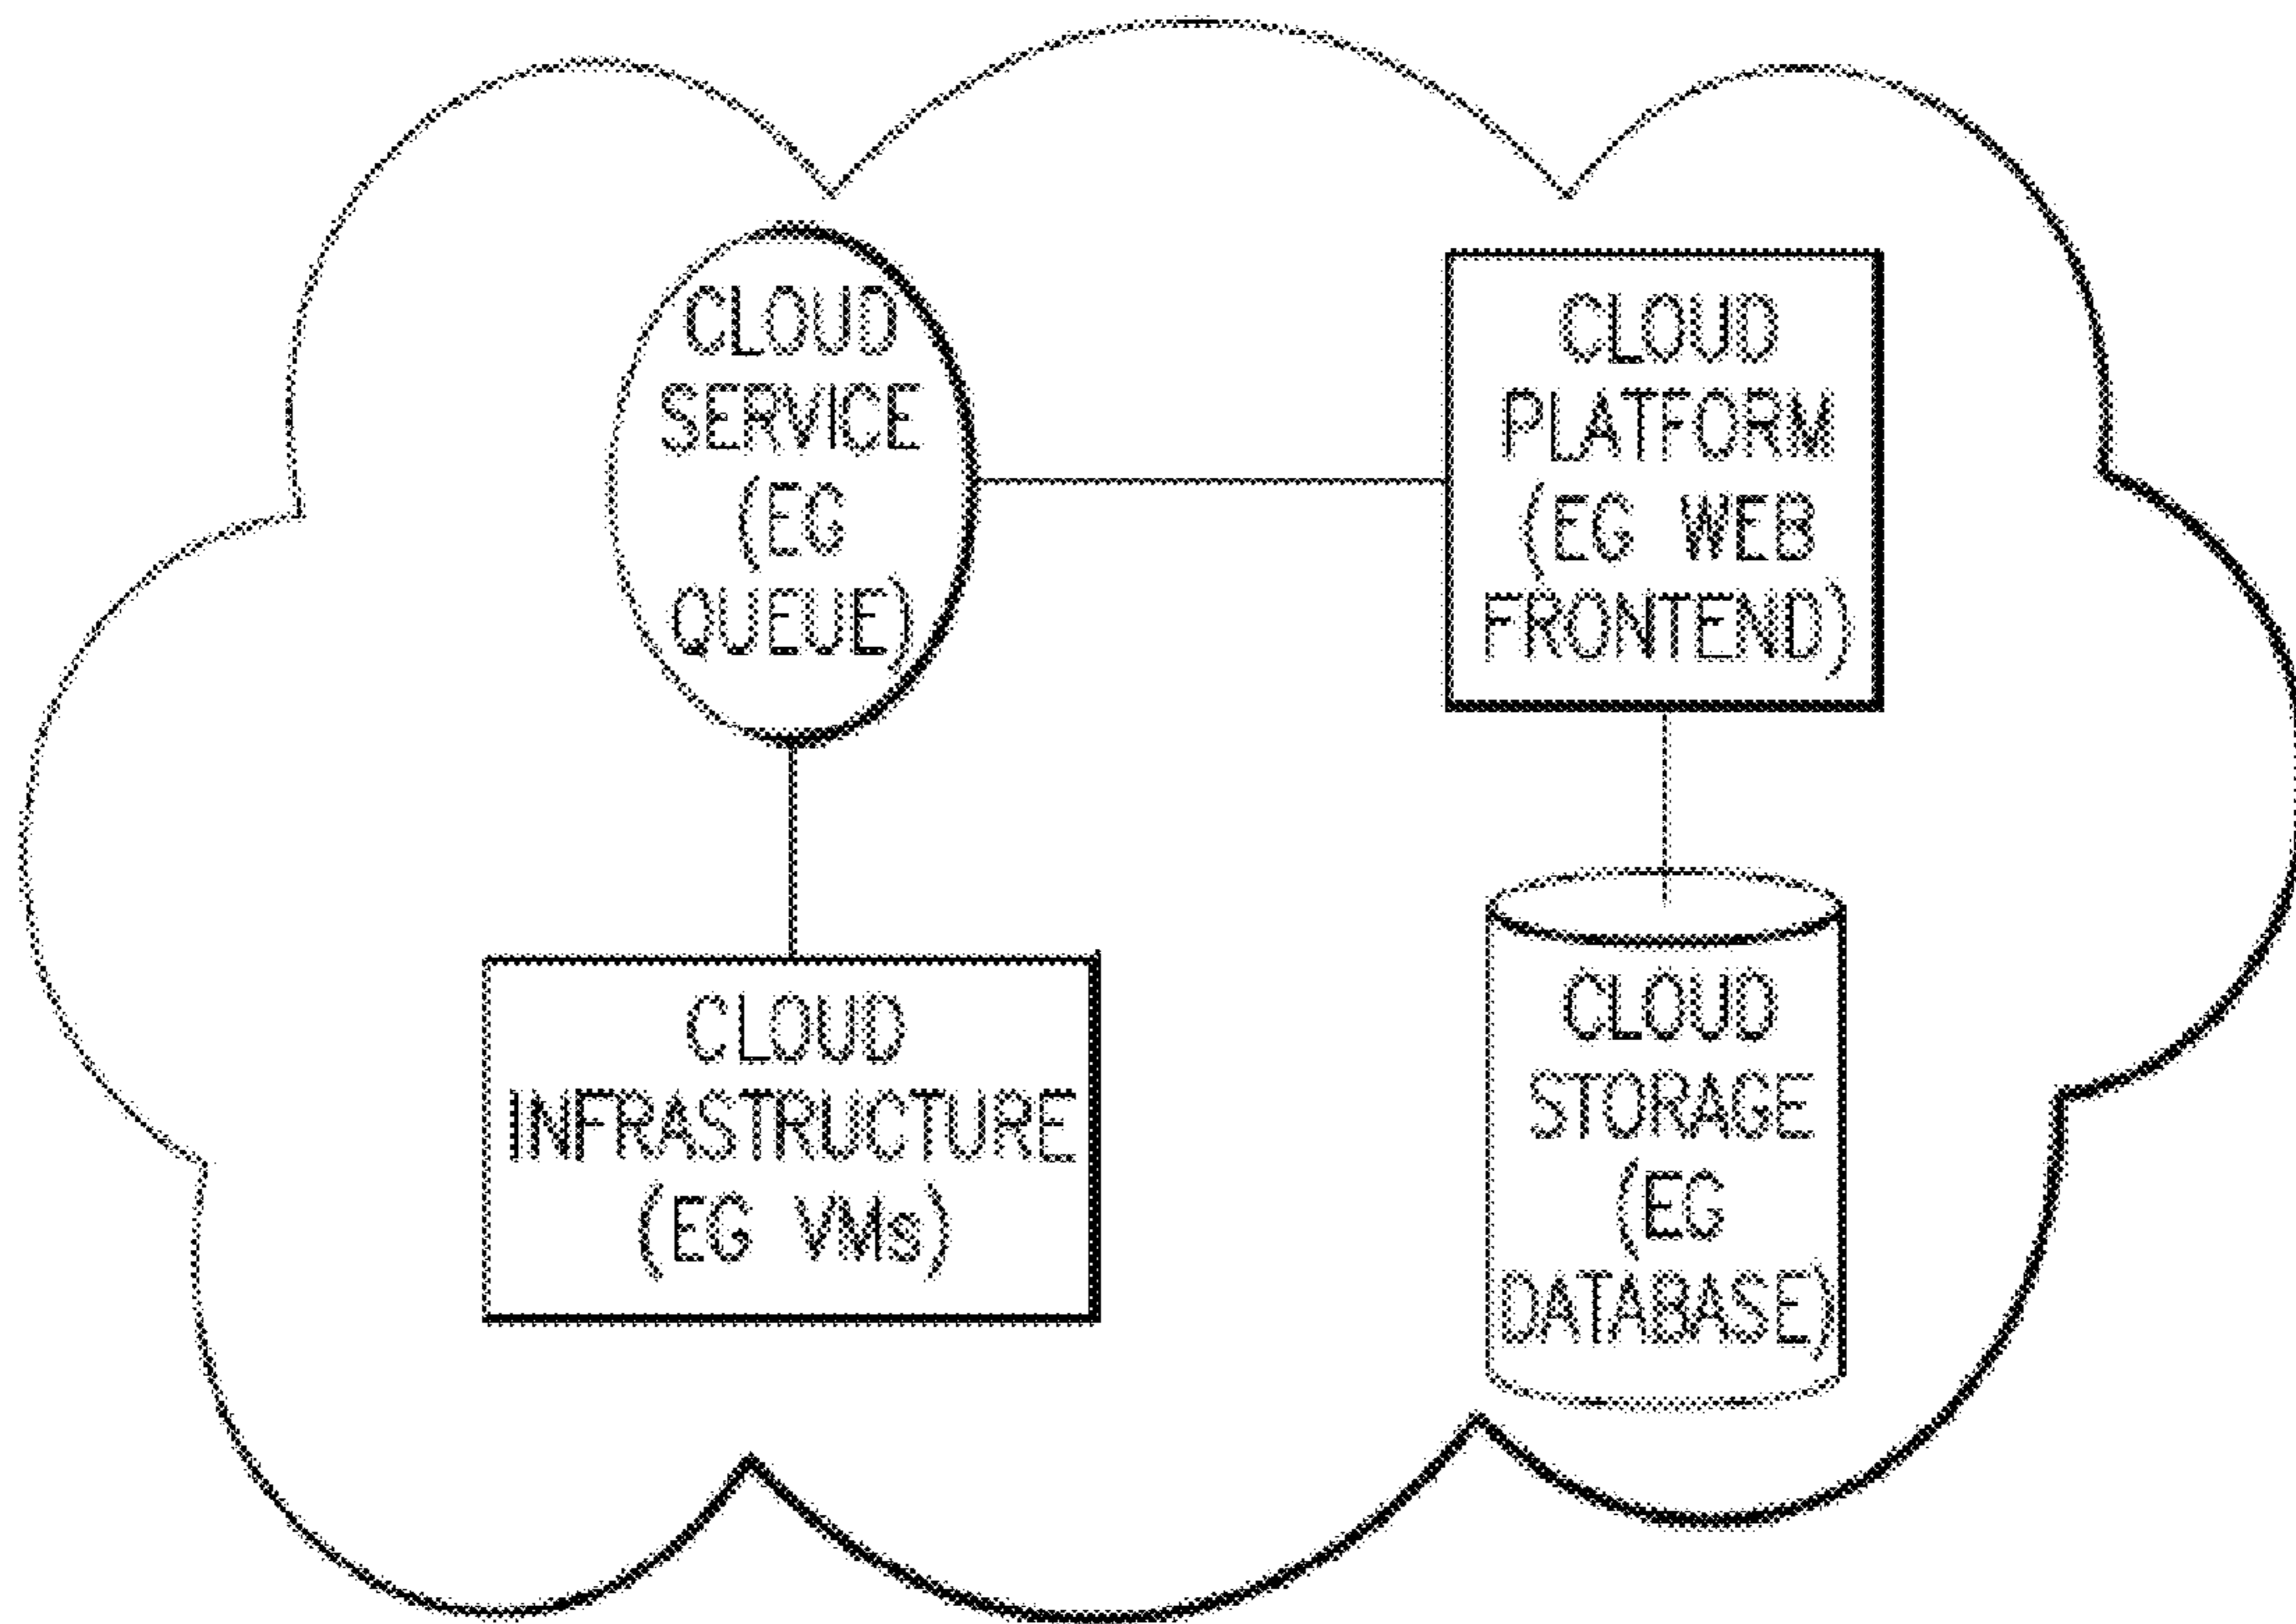 CLOUD
SERVICE
(EG
QUEUE)
CLOUD
PLATFORM
(EG WEB
FRONTEND)
CLOUD
INFRASTRUCTURE
(EG VMs)
CLOUD
STORAGE
(EG
DATABASE)